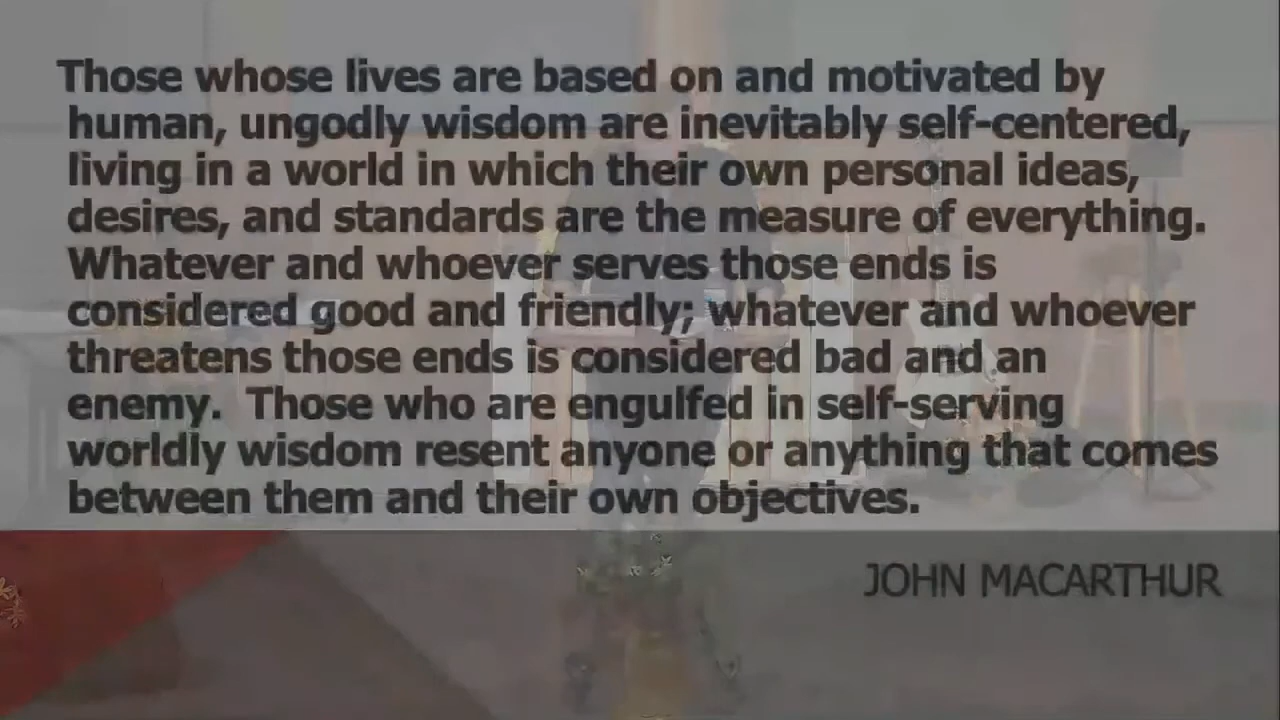 Those whose lives are based on and motivated by
human, ungodly wisdom are inevitably self-centered,
living in a world in which their own personal ideas,
desires, and standards are the measure of everything.
Whatever and whoever serves those ends is
considered good and friendly; whatever and whoever
threatens those ends is considered bad and an
enemy.  Those who are engulfed in self-serving
worldly wisdom resent anyone or anything that comes
between them and their own objectives.
JOHN MACARTHUR